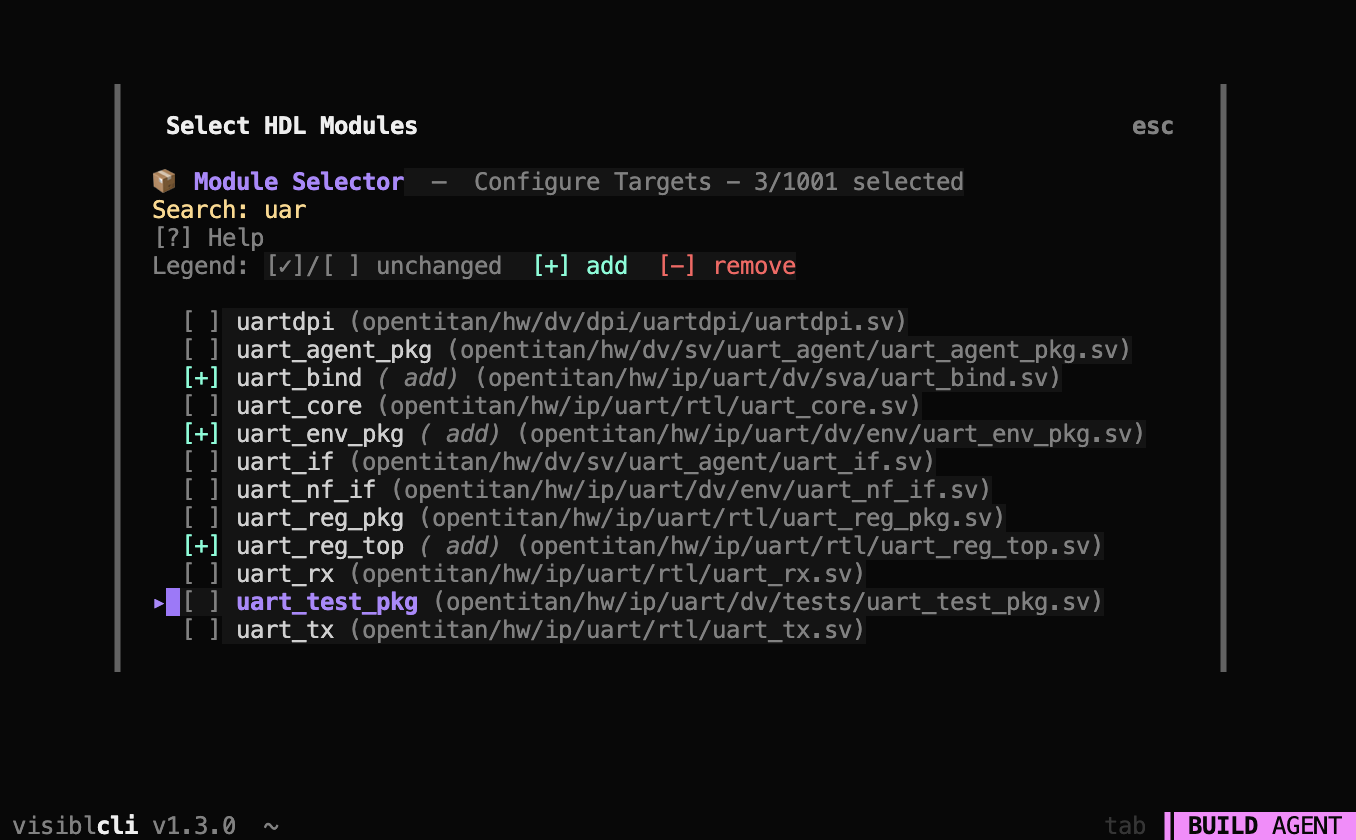 Select HDL Modules esc
📦 Module Selector — Configure Targets — 3/1001 selected
Search: uar
[?] Help
Legend: [✓]/[ ] unchanged [+] add [−] remove
[ ] uartdpi (opentitan/hw/dv/dpi/uartdpi/uartdpi.sv)
[ ] uart_agent_pkg (opentitan/hw/dv/sv/uart_agent/uart_agent_pkg.sv)
[+] uart_bind ( add) (opentitan/hw/ip/uart/dv/sva/uart_bind.sv)
[ ] uart_core (opentitan/hw/ip/uart/rtl/uart_core.sv)
[+] uart_env_pkg ( add) (opentitan/hw/ip/uart/dv/env/uart_env_pkg.sv)
[ ] uart_if (opentitan/hw/dv/sv/uart_agent/uart_if.sv)
[ ] uart_nf_if (opentitan/hw/ip/uart/dv/env/uart_nf_if.sv)
[ ] uart_reg_pkg (opentitan/hw/ip/uart/rtl/uart_reg_pkg.sv)
[+] uart_reg_top ( add) (opentitan/hw/ip/uart/rtl/uart_reg_top.sv)
[ ] uart_rx (opentitan/hw/ip/uart/rtl/uart_rx.sv)
▸ [ ] uart_test_pkg (opentitan/hw/ip/uart/dv/tests/uart_test_pkg.sv)
[ ] uart_tx (opentitan/hw/ip/uart/rtl/uart_tx.sv)
visiblcli v1.3.0 ~ tab BUILD AGENT